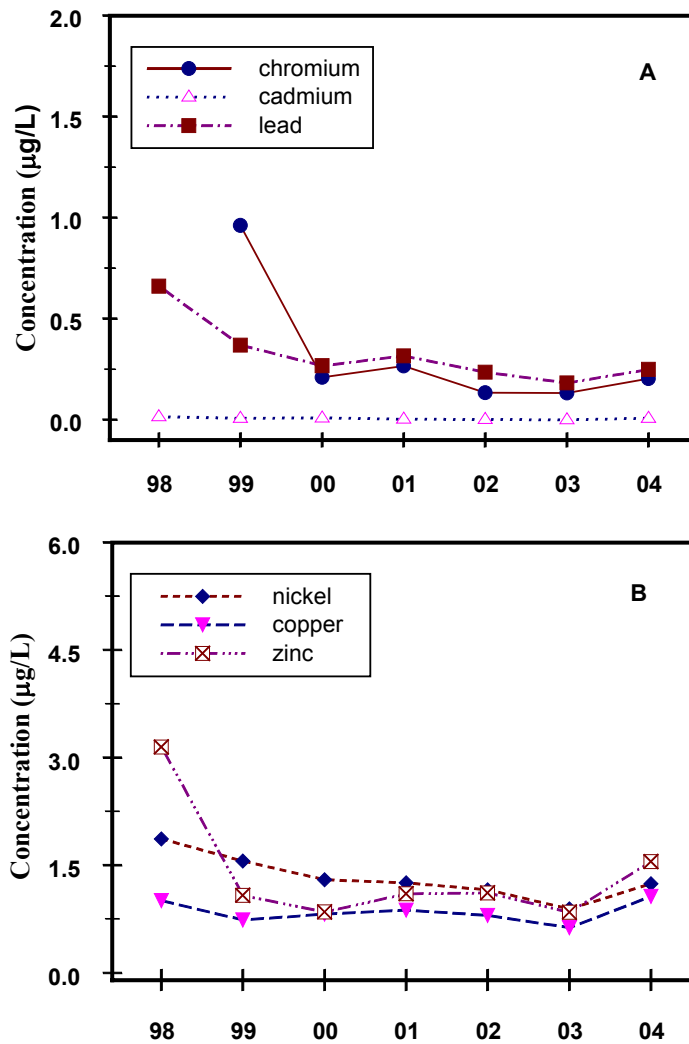 2.0
A
chromium
cadmium
lead
1.5
1.0
0.5
0.0
Concentration (μg/L)
98 99 00 01 02 03 04
6.0
B
nickel
copper
zinc
4.5
3.0
1.5
0.0
Concentration (μg/L)
98 99 00 01 02 03 04